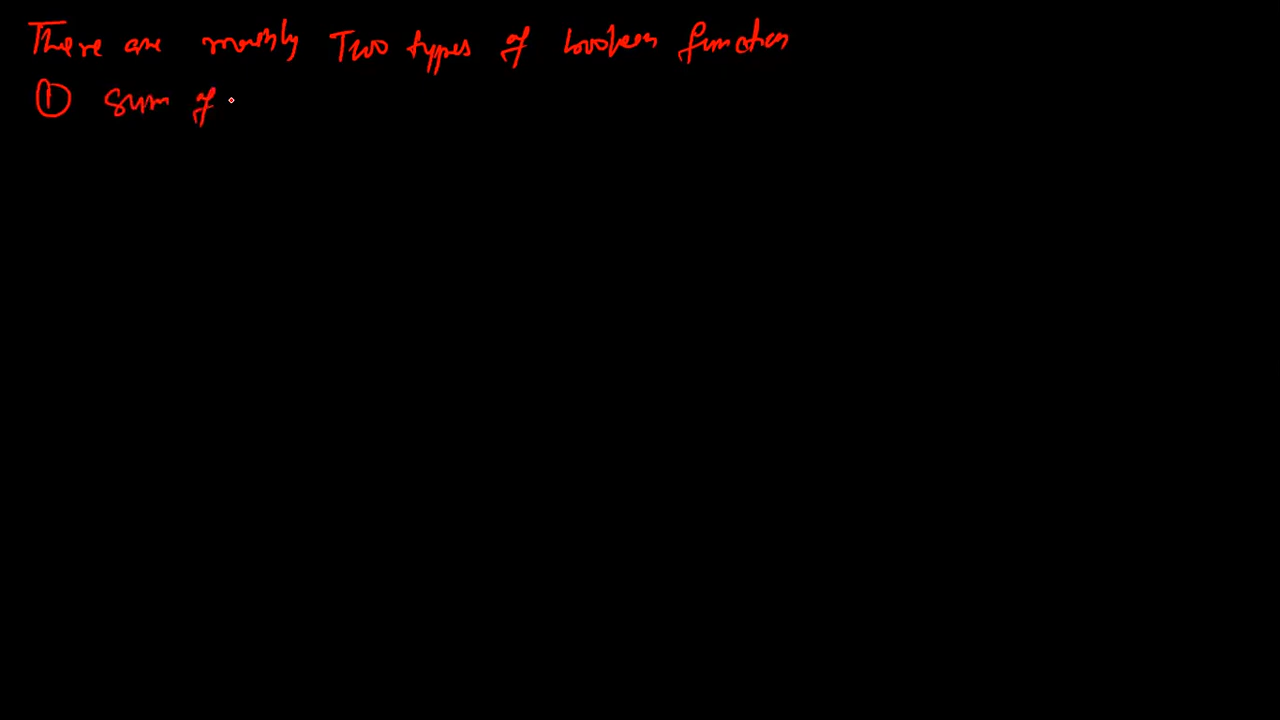 There are mainly Two types of boolean function
① Sum of